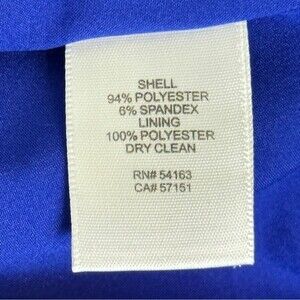 SHELL
94% POLYESTER
6% SPANDEX
LINING
100% POLYESTER
DRY CLEAN
RN# 54163
CA# 57151